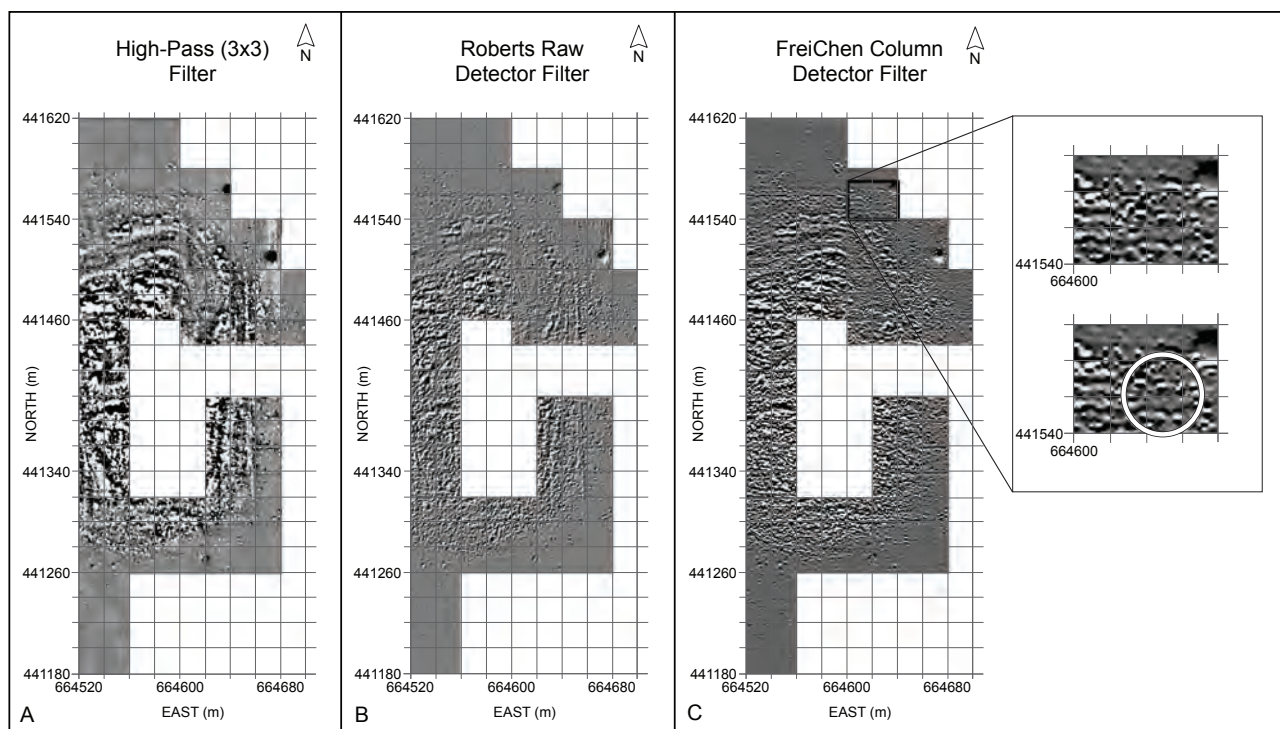 High-Pass (3x3)
Filter
N
441620
441540
441460
441340
441260
441180
664520
664600
664680
NORTH (m)
EAST (m)
A
Roberts Raw
Detector Filter
N
441620
441540
441460
441340
441260
441180
664520
664600
664680
NORTH (m)
EAST (m)
B
FreiChen Column
Detector Filter
N
441620
441540
441460
441340
441260
441180
664520
664600
664680
NORTH (m)
EAST (m)
C
441540
664600
441540
664600